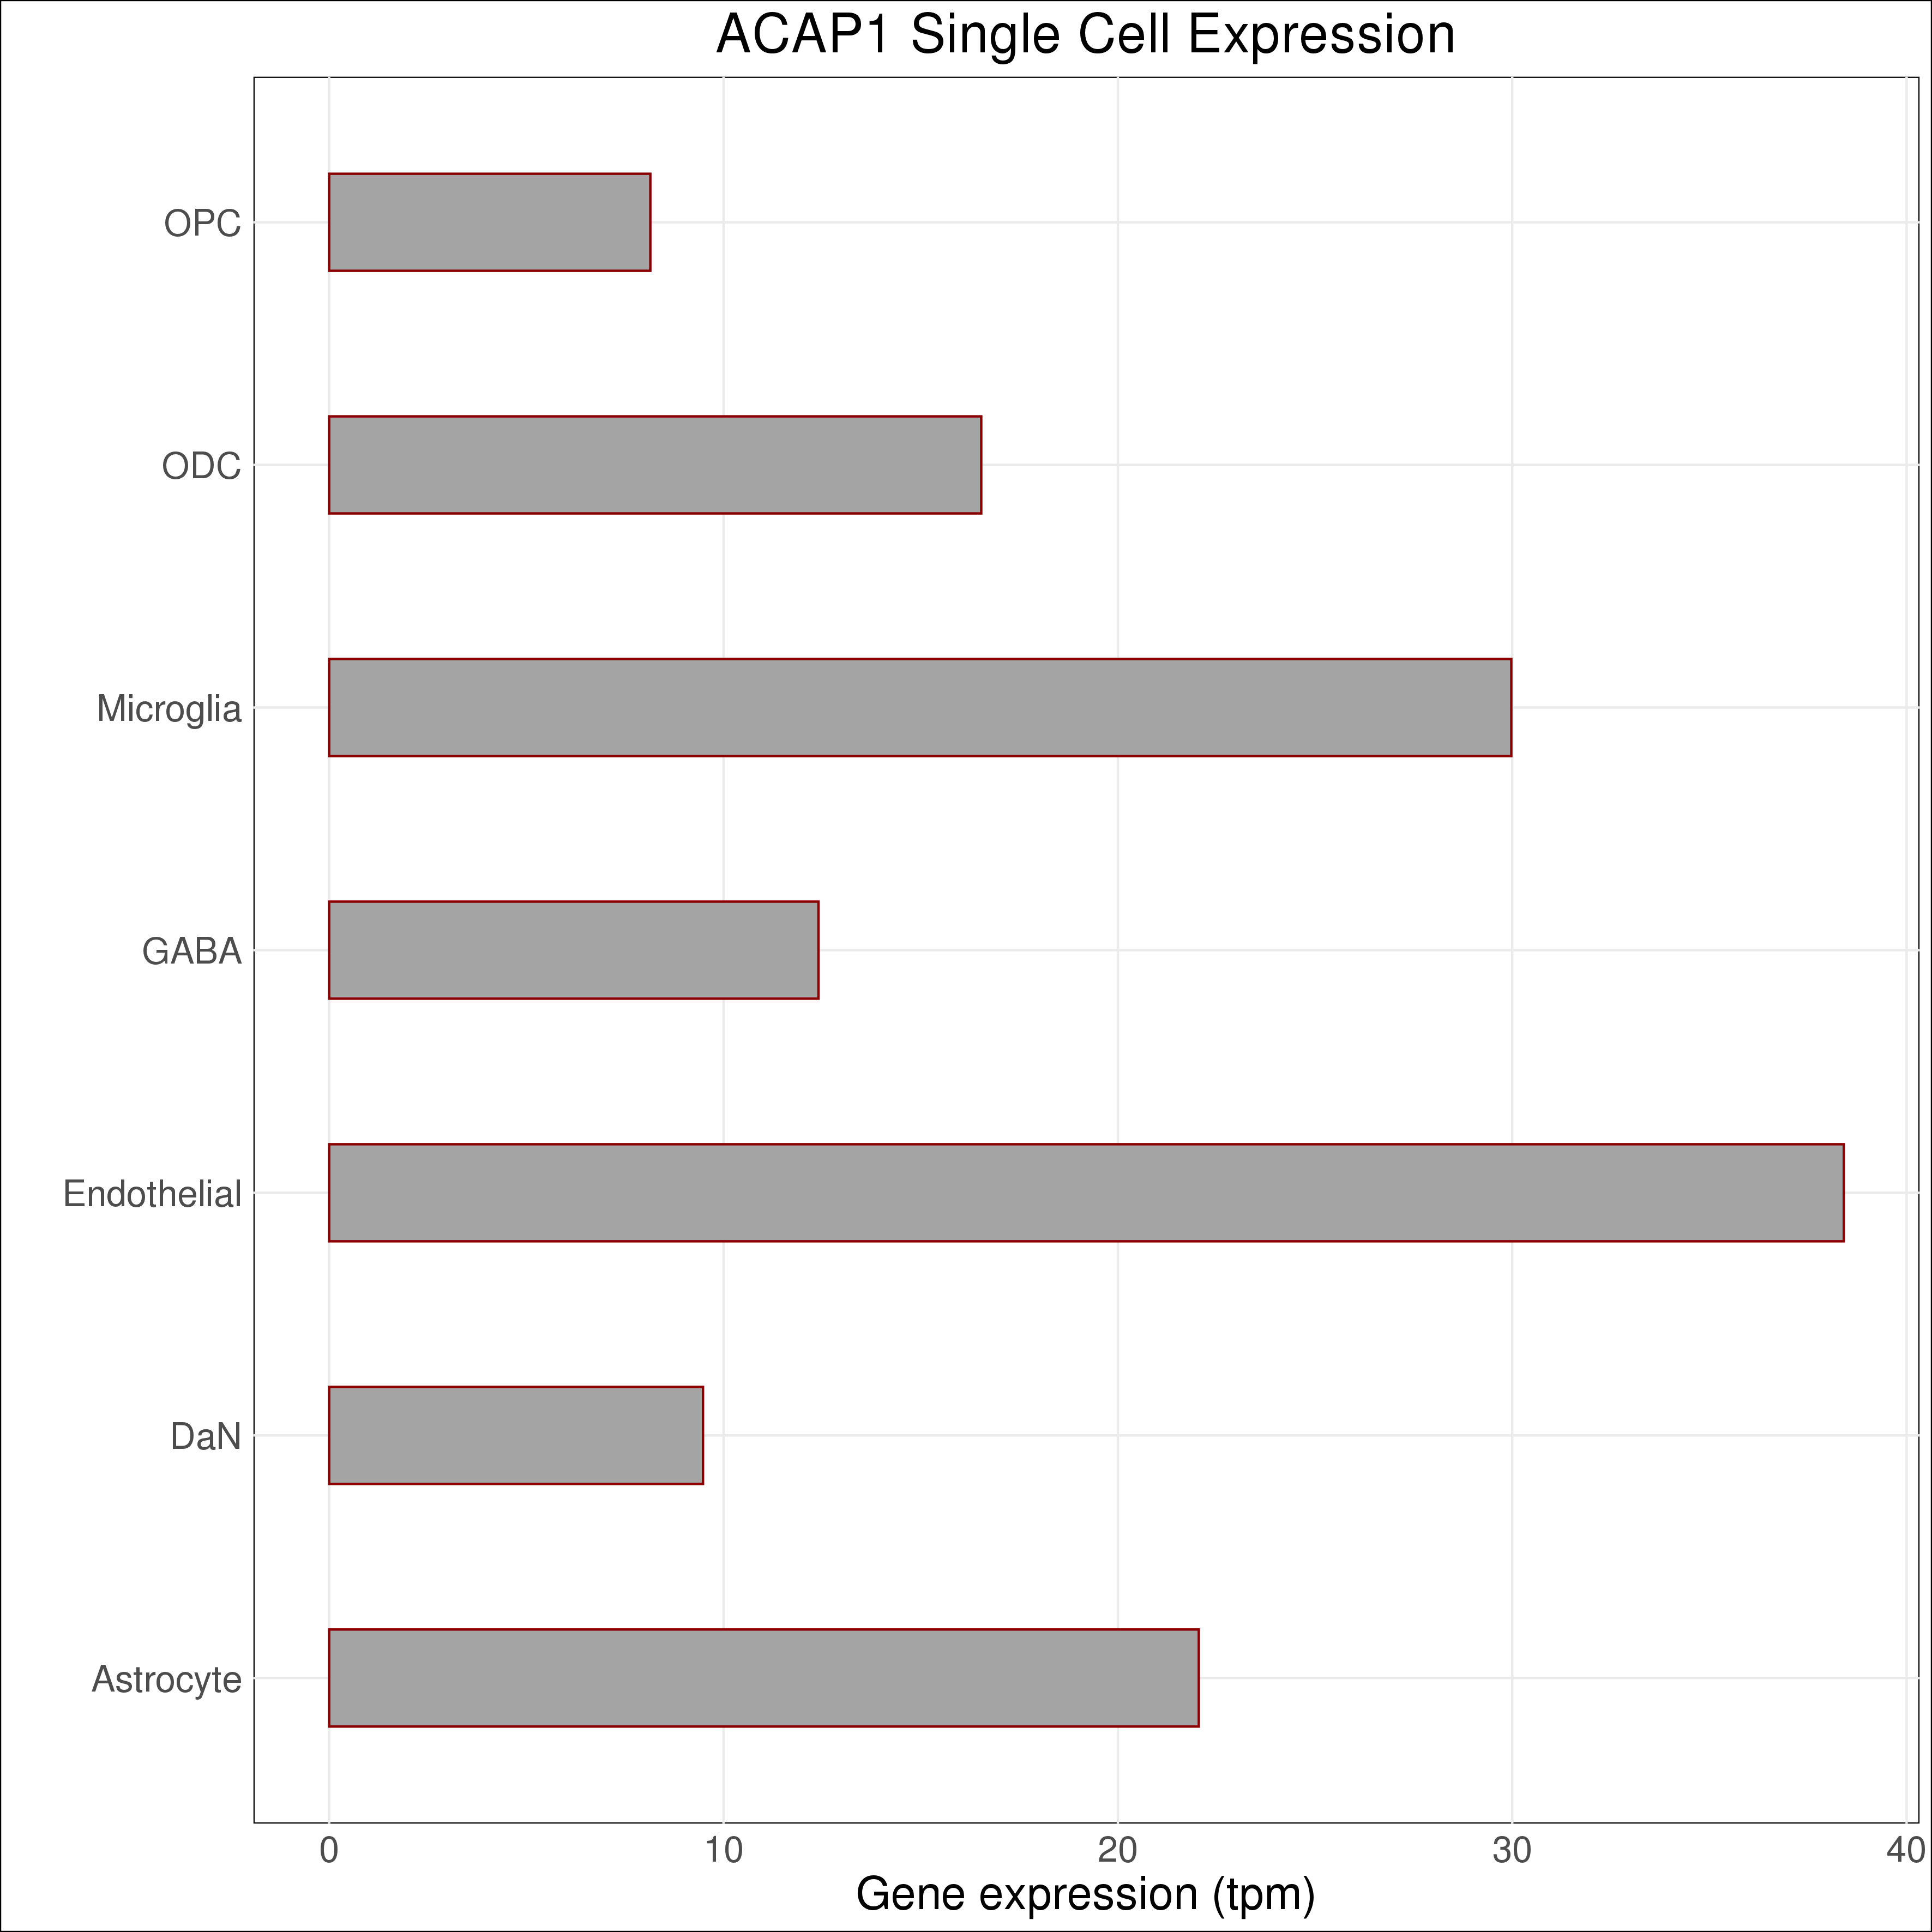 ACAP1 Single Cell Expression
OPC
ODC
Microglia
GABA
Endothelial
DaN
Astrocyte
0 10 20 30 40
Gene expression (tpm)